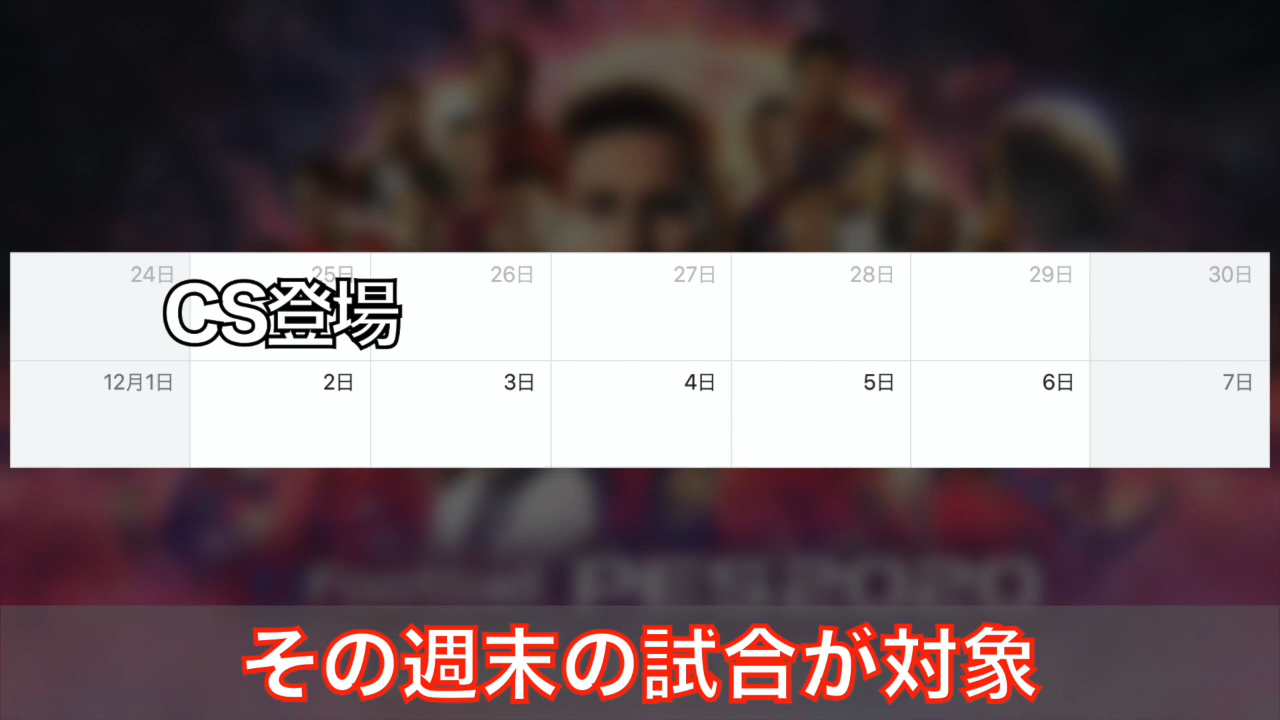 24日 25日 26日 27日 28日 29日 30日
CS登場
12月1日 2日 3日 4日 5日 6日 7日
PES2020
その週末の試合が対象